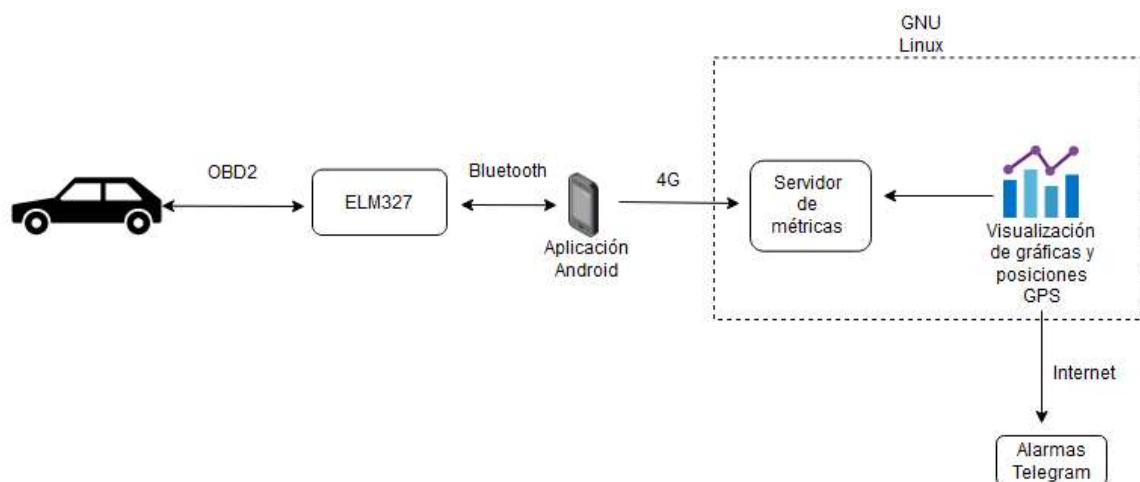 GNU
Linux
OBD2
ELM327
Bluetooth
Aplicación
Android
4G
Servidor
de
métricas
Visualización
de gráficas y
posiciones
GPS
Internet
Alarmas
Telegram